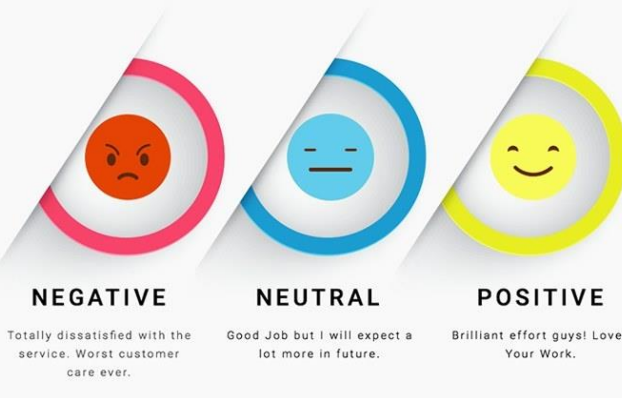 NEGATIVE
Totally dissatisfied with the
service. Worst customer
care ever.
NEUTRAL
Good Job but I will expect a
lot more in future.
POSITIVE
Brilliant effort guys! Love
Your Work.